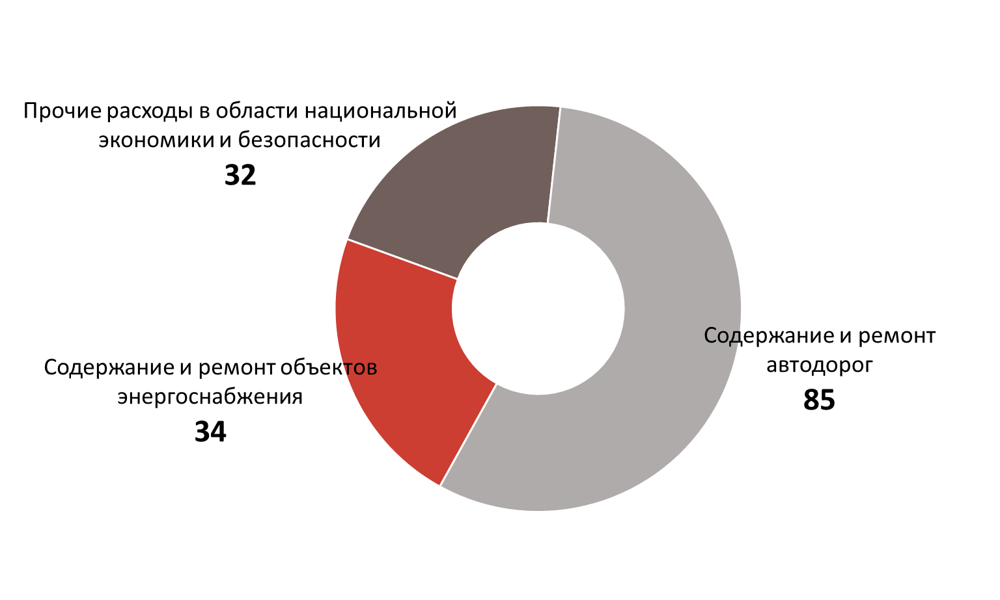 Прочие расходы в области национальной
экономики и безопасности
32
Содержание и ремонт
автодорог
85
Содержание и ремонт объектов
энергоснабжения
34